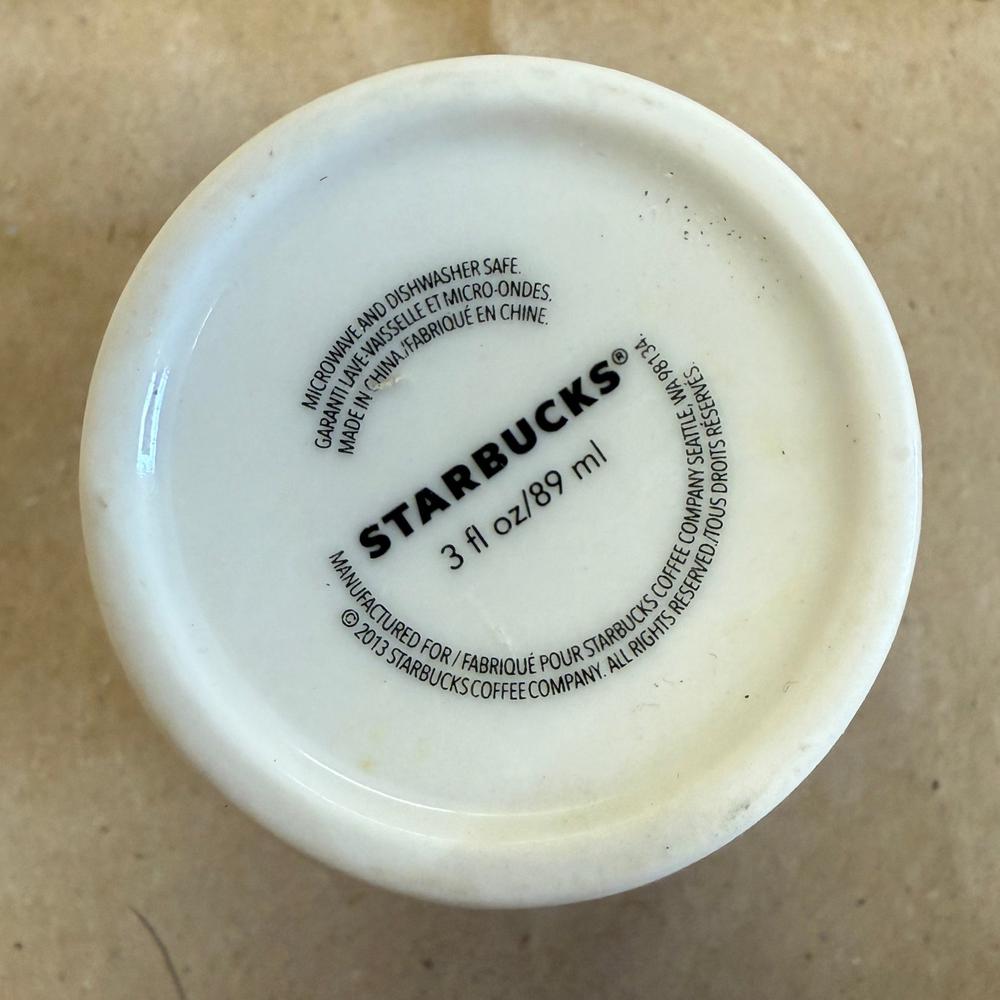 MICROWAVE AND DISHWASHER SAFE.
GARANTI LAVE-VAISSELLE ET MICRO-ONDES.
MADE IN CHINA./FABRIQUÉ EN CHINE.
STARBUCKS®
3 fl oz/89 ml
MANUFACTURED FOR / FABRIQUÉ POUR STARBUCKS COFFEE COMPANY SEATTLE, WA 98134.
© 2013 STARBUCKS COFFEE COMPANY. ALL RIGHTS RESERVED./TOUS DROITS RÉSERVÉS.